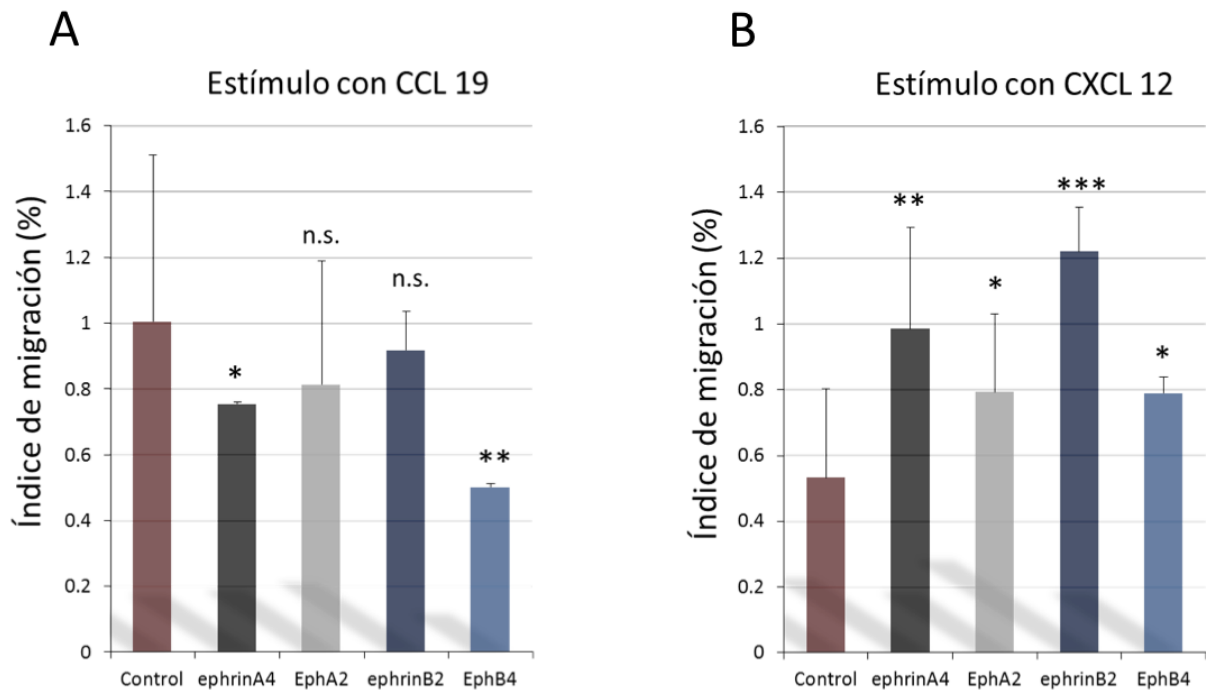 A
Estímulo con CCL 19
Índice de migración (%)
1.6
1.4
1.2
1
0.8
0.6
0.4
0.2
0
*
n.s.
n.s.
**
Control ephrinA4 EphA2 ephrinB2 EphB4
B
Estímulo con CXCL 12
Índice de migración (%)
1.6
1.4
1.2
1
0.8
0.6
0.4
0.2
0
**
*
***
*
Control ephrinA4 EphA2 ephrinB2 EphB4